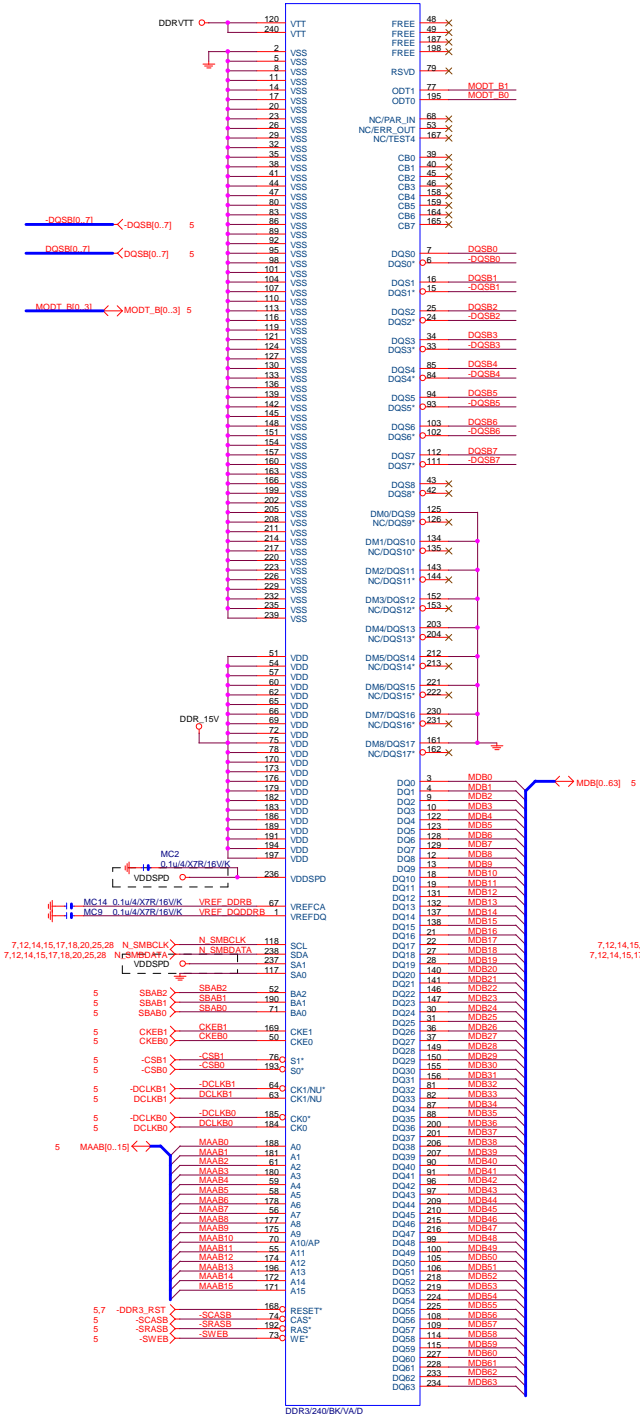 DDRVTT 120 VTT
240 VTT
2 VSS
5 VSS
8 VSS
11 VSS
14 VSS
17 VSS
20 VSS
23 VSS
26 VSS
29 VSS
32 VSS
35 VSS
38 VSS
41 VSS
44 VSS
47 VSS
80 VSS
83 VSS
86 VSS
89 VSS
92 VSS
95 VSS
98 VSS
101 VSS
104 VSS
107 VSS
110 VSS
113 VSS
116 VSS
119 VSS
121 VSS
124 VSS
127 VSS
130 VSS
133 VSS
136 VSS
139 VSS
142 VSS
145 VSS
148 VSS
151 VSS
154 VSS
157 VSS
160 VSS
163 VSS
166 VSS
199 VSS
202 VSS
205 VSS
208 VSS
211 VSS
214 VSS
217 VSS
220 VSS
223 VSS
226 VSS
229 VSS
232 VSS
235 VSS
239 VSS
-DQSB[0..7] -DQSB[0..7] 5
DQSB[0..7] DQSB[0..7] 5
MODT_B[0..3] MODT_B[0..3] 5
51 VDD
54 VDD
57 VDD
60 VDD
62 VDD
65 VDD
66 VDD
69 VDD
DDR_15V
72 VDD
75 VDD
78 VDD
170 VDD
173 VDD
176 VDD
179 VDD
182 VDD
183 VDD
186 VDD
189 VDD
191 VDD
194 VDD
197 VDD
MC2
0.1u/4/X7R/16V/K
VDDSPD 236 VDDSPD
MC14 0.1u/4/X7R/16V/K VREF_DDRB 67 VREFCA
MC9 0.1u/4/X7R/16V/K VREF_DQDDRB 1 VREFDQ
7,12,14,15,17,18,20,25,28 N_SMBCLK N_SMBCLK 118 SCL
7,12,14,15,17,18,20,25,28 N_SMBDATA N_SMBDATA 238 SDA
VDDSPD 237 SA1
117 SA0
5 SBAB2 SBAB2 52 BA2
5 SBAB1 SBAB1 190 BA1
5 SBAB0 SBAB0 71 BA0
5 CKEB1 CKEB1 169 CKE1
5 CKEB0 CKEB0 50 CKE0
5 -CSB1 -CSB1 76 S1*
5 -CSB0 -CSB0 193 S0*
5 -DCLKB1 -DCLKB1 64 CK1/NU*
5 DCLKB1 DCLKB1 63 CK1/NU
5 -DCLKB0 -DCLKB0 185 CK0*
5 DCLKB0 DCLKB0 184 CK0
5 MAAB[0..15]
MAAB0 188 A0
MAAB1 181 A1
MAAB2 61 A2
MAAB3 180 A3
MAAB4 59 A4
MAAB5 58 A5
MAAB6 178 A6
MAAB7 56 A7
MAAB8 177 A8
MAAB9 175 A9
MAAB10 70 A10/AP
MAAB11 55 A11
MAAB12 174 A12
MAAB13 196 A13
MAAB14 172 A14
MAAB15 171 A15
5,7 -DDR3_RST 168 RESET*
5 -SCASB -SCASB 74 CAS*
5 -SRASB -SRASB 192 RAS*
5 -SWEB -SWEB 73 WE*
FREE 48
FREE 49
FREE 187
FREE 198
RSVD 79
ODT1 77 MODT_B1
ODT0 195 MODT_B0
NC/PAR_IN 68
NC/ERR_OUT 53
NC/TEST4 167
CB0 39
CB1 40
CB2 45
CB3 46
CB4 158
CB5 159
CB6 164
CB7 165
DQS0 7 DQSB0
DQS0* 6 -DQSB0
DQS1 16 DQSB1
DQS1* 15 -DQSB1
DQS2 25 DQSB2
DQS2* 24 -DQSB2
DQS3 34 DQSB3
DQS3* 33 -DQSB3
DQS4 85 DQSB4
DQS4* 84 -DQSB4
DQS5 94 DQSB5
DQS5* 93 -DQSB5
DQS6 103 DQSB6
DQS6* 102 -DQSB6
DQS7 112 DQSB7
DQS7* 111 -DQSB7
DQS8 43
DQS8* 42
DM0/DQS9 125
NC/DQS9* 126
DM1/DQS10 134
NC/DQS10* 135
DM2/DQS11 143
NC/DQS11* 144
DM3/DQS12 152
NC/DQS12* 153
DM4/DQS13 203
NC/DQS13* 204
DM5/DQS14 212
NC/DQS14* 213
DM6/DQS15 221
NC/DQS15* 222
DM7/DQS16 230
NC/DQS16* 231
DM8/DQS17 161
NC/DQS17* 162
DQ0 3 MDB0
MDB[0..63] 5
DQ1 4 MDB1
DQ2 9 MDB2
DQ3 10 MDB3
DQ4 122 MDB4
DQ5 123 MDB5
DQ6 128 MDB6
DQ7 129 MDB7
DQ8 12 MDB8
DQ9 13 MDB9
DQ10 18 MDB10
DQ11 19 MDB11
DQ12 131 MDB12
DQ13 132 MDB13
DQ14 137 MDB14
DQ15 138 MDB15
DQ16 21 MDB16
DQ17 22 MDB17
7,12,14,15,
DQ18 27 MDB18
7,12,14,15,17
DQ19 28 MDB19
DQ20 140 MDB20
DQ21 141 MDB21
DQ22 146 MDB22
DQ23 147 MDB23
DQ24 30 MDB24
DQ25 31 MDB25
DQ26 36 MDB26
DQ27 37 MDB27
DQ28 149 MDB28
DQ29 150 MDB29
DQ30 155 MDB30
DQ31 156 MDB31
DQ32 81 MDB32
DQ33 82 MDB33
DQ34 87 MDB34
DQ35 88 MDB35
DQ36 200 MDB36
DQ37 201 MDB37
DQ38 206 MDB38
DQ39 207 MDB39
DQ40 90 MDB40
DQ41 91 MDB41
DQ42 96 MDB42
DQ43 97 MDB43
DQ44 209 MDB44
DQ45 210 MDB45
DQ46 215 MDB46
DQ47 216 MDB47
DQ48 99 MDB48
DQ49 100 MDB49
DQ50 105 MDB50
DQ51 106 MDB51
DQ52 218 MDB52
DQ53 219 MDB53
DQ54 224 MDB54
DQ55 225 MDB55
DQ56 108 MDB56
DQ57 109 MDB57
DQ58 114 MDB58
DQ59 115 MDB59
DQ60 227 MDB60
DQ61 228 MDB61
DQ62 233 MDB62
DQ63 234 MDB63
DDR3/240/BK/VA/D